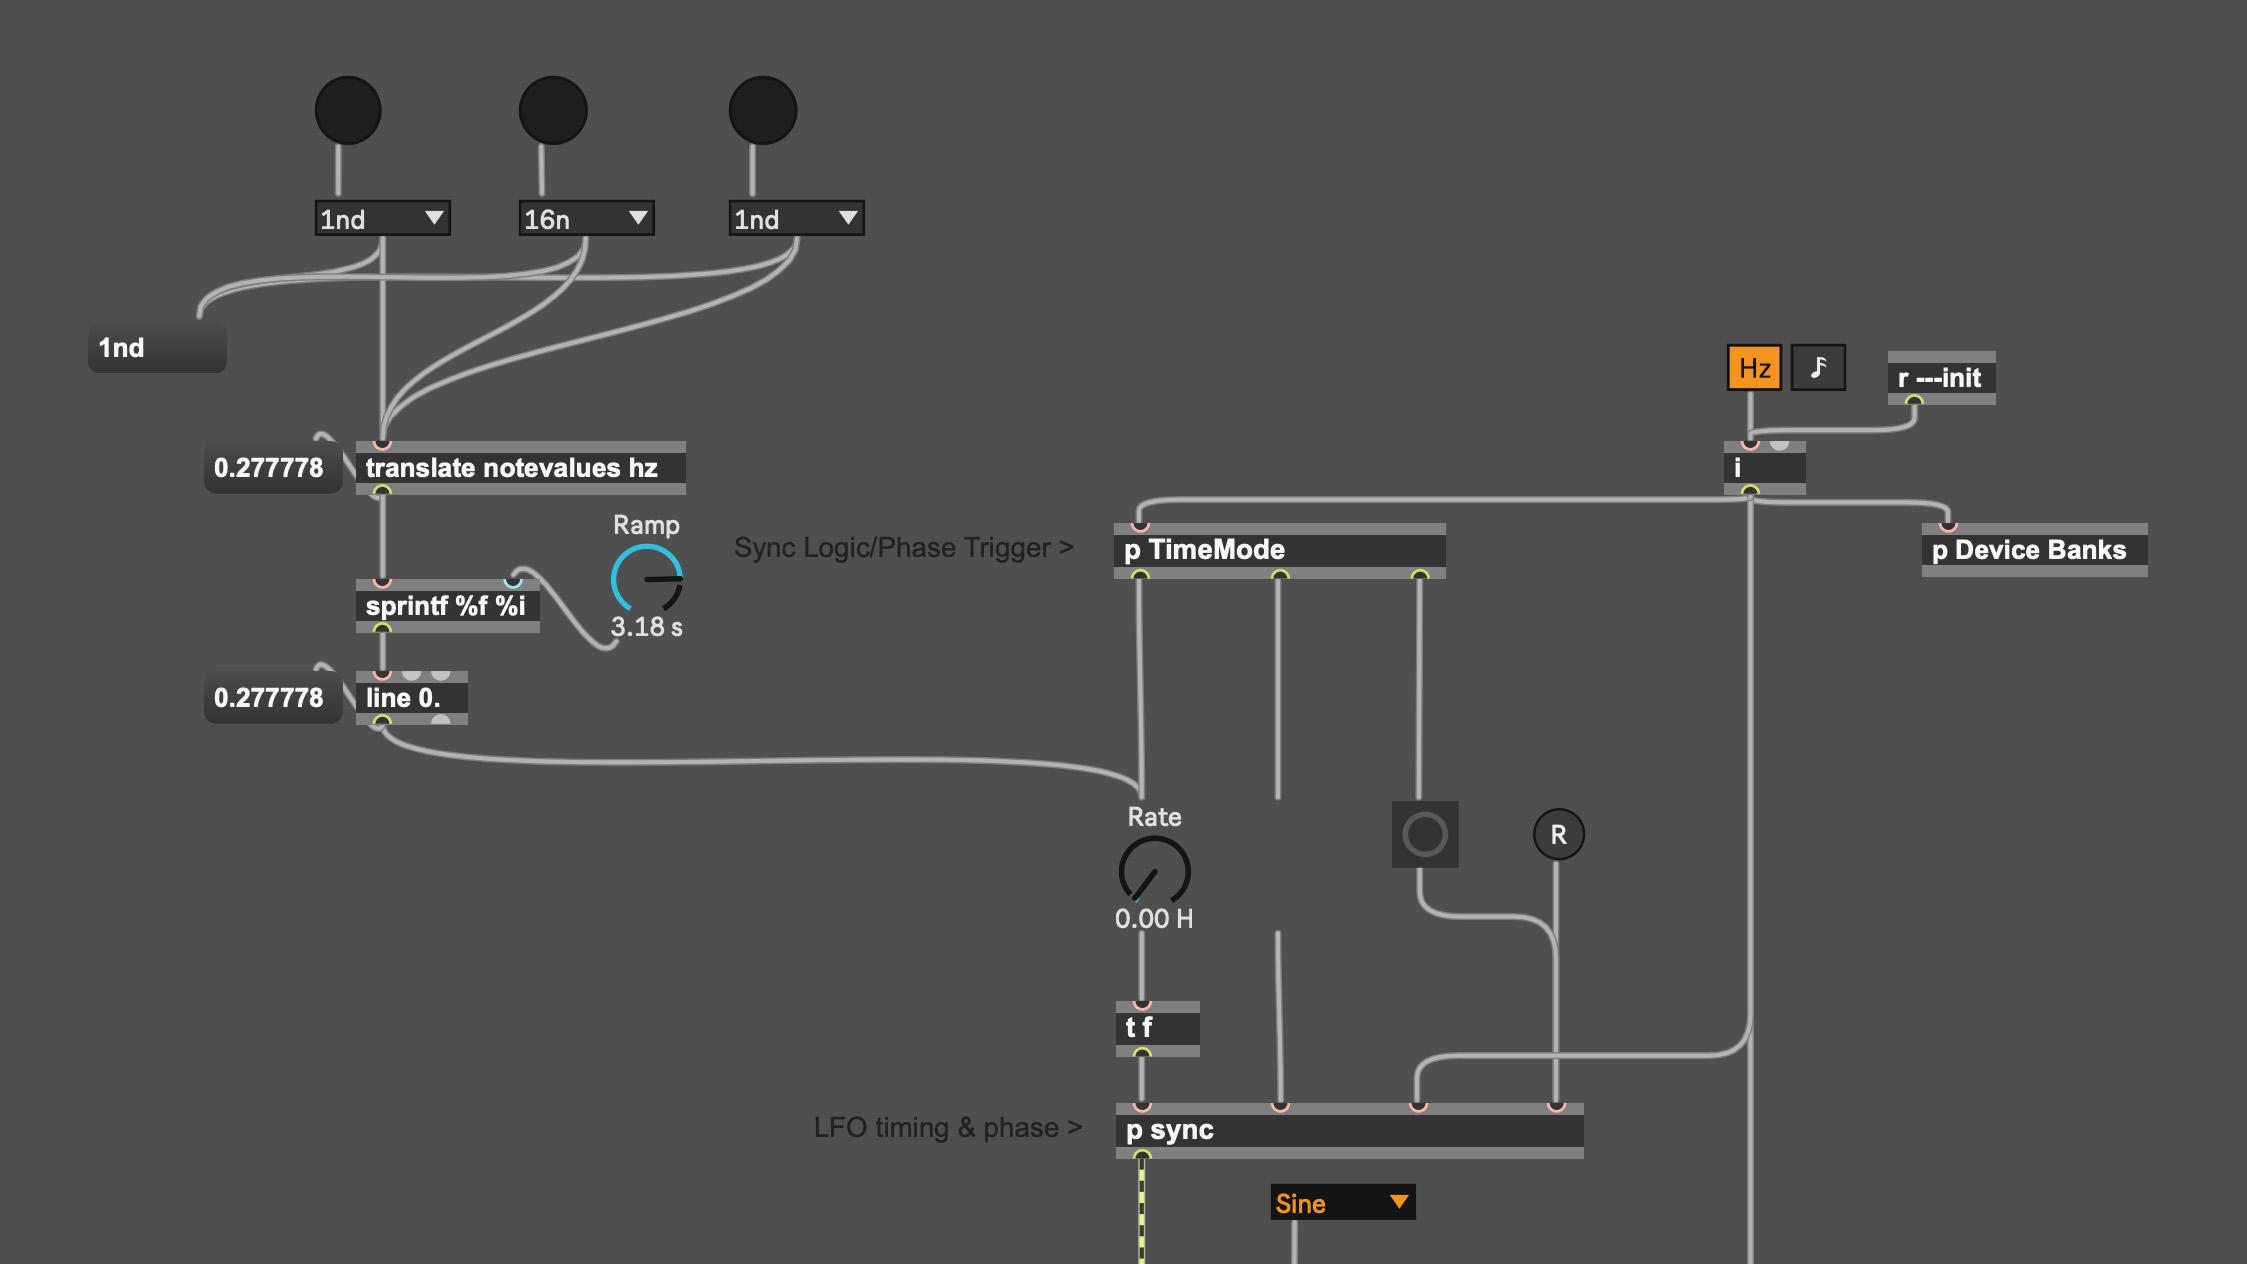 1nd
16n
1nd
1nd
Hz
r ---init
0.277778
translate notevalues hz
i
Ramp
3.18 s
Sync Logic/Phase Trigger >
p TimeMode
p Device Banks
sprintf %f %i
0.277778
line 0.
Rate
0.00 H
R
t f
LFO timing & phase >
p sync
Sine